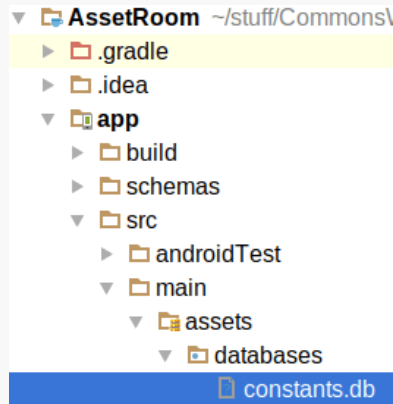 AssetRoom ~/stuff/Commons
.gradle
.idea
app
build
schemas
src
androidTest
main
assets
databases
constants.db